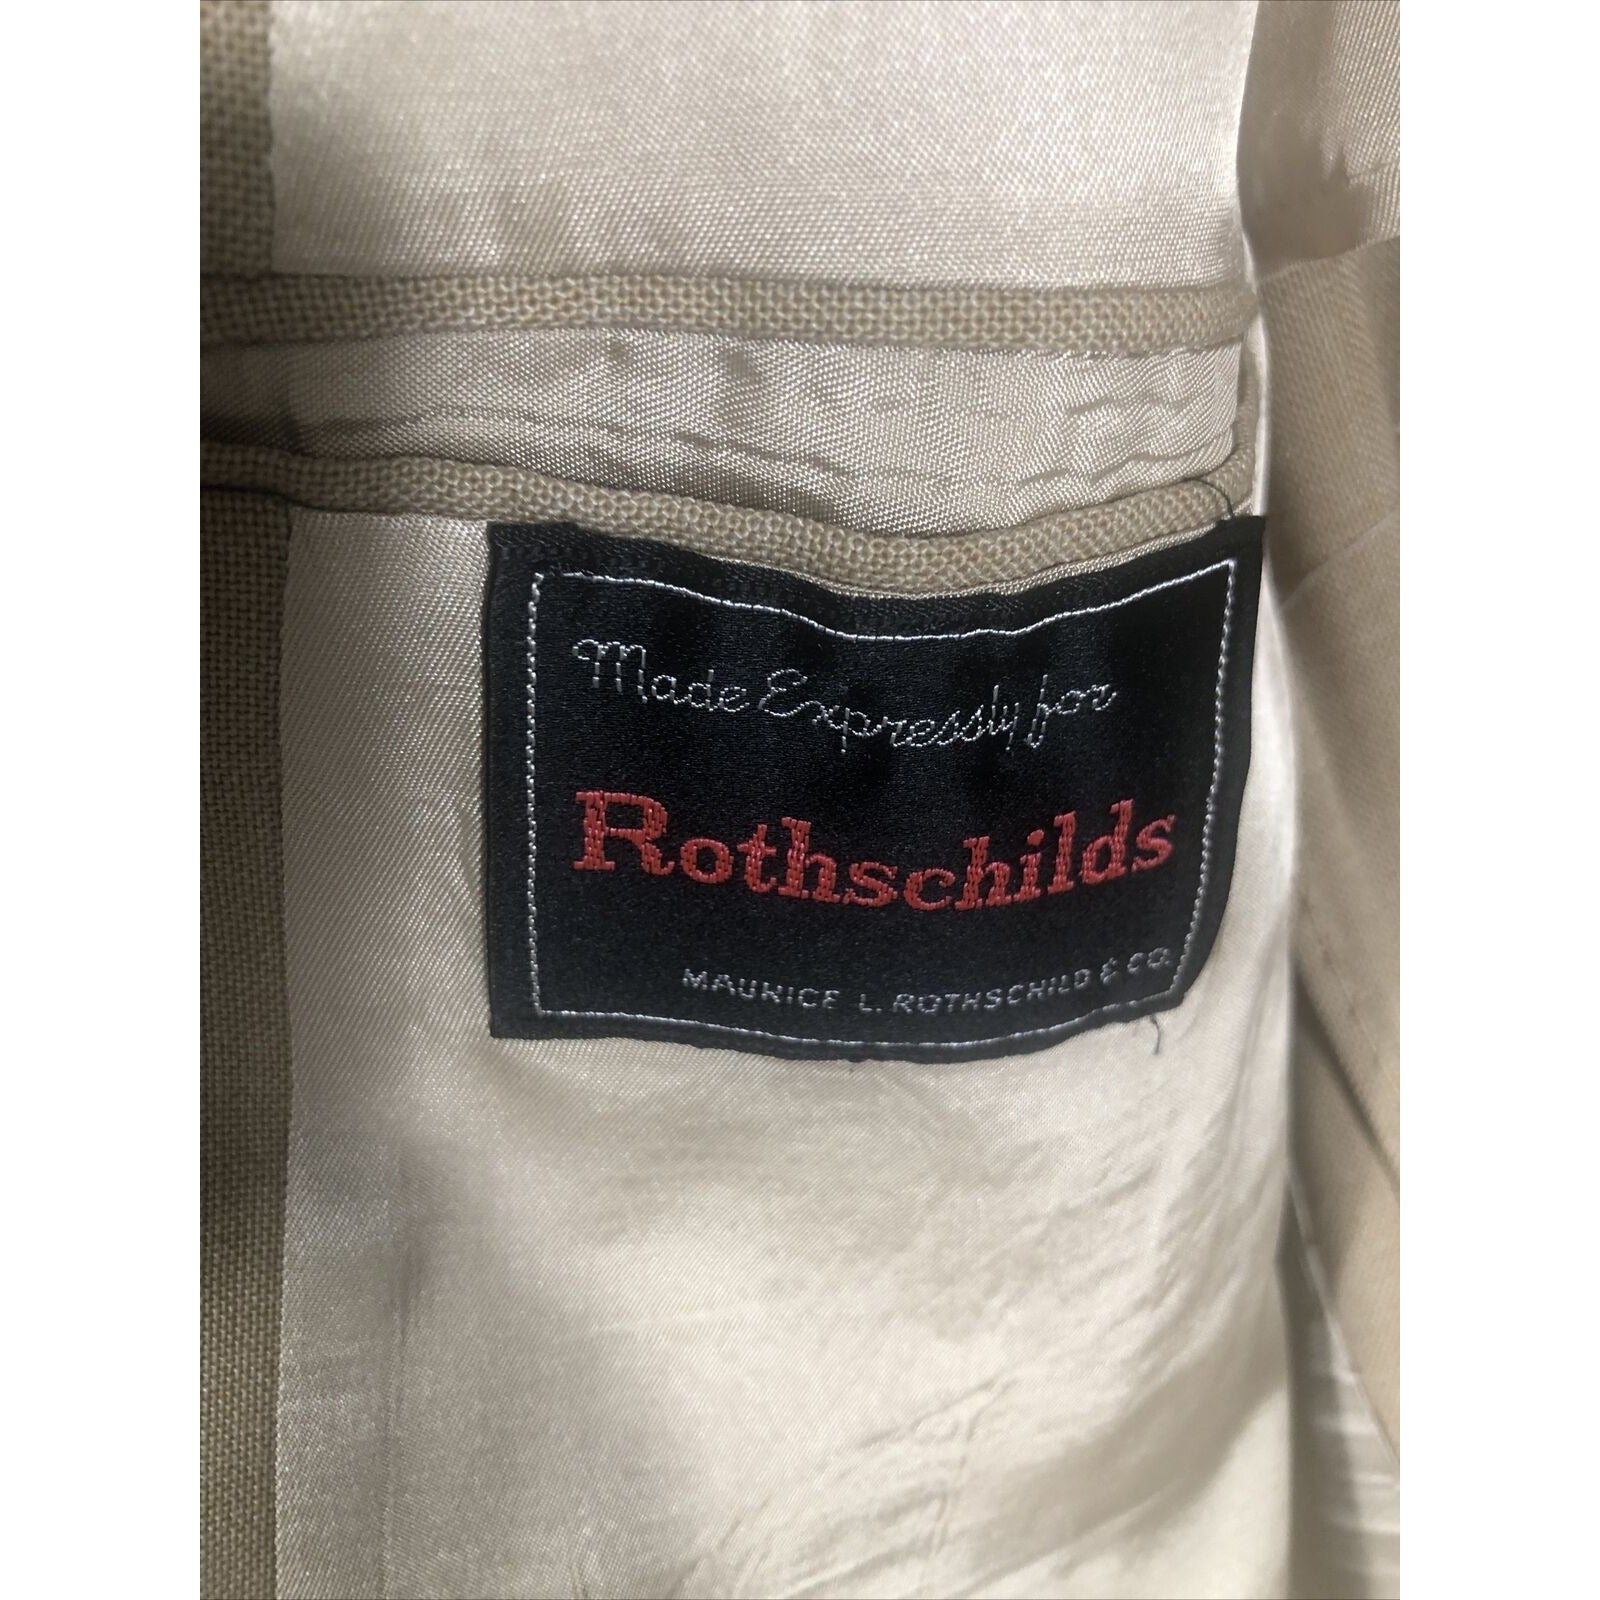 Made Expressly for
Rothschilds
MAURICE L. ROTHSCHILD & CO.